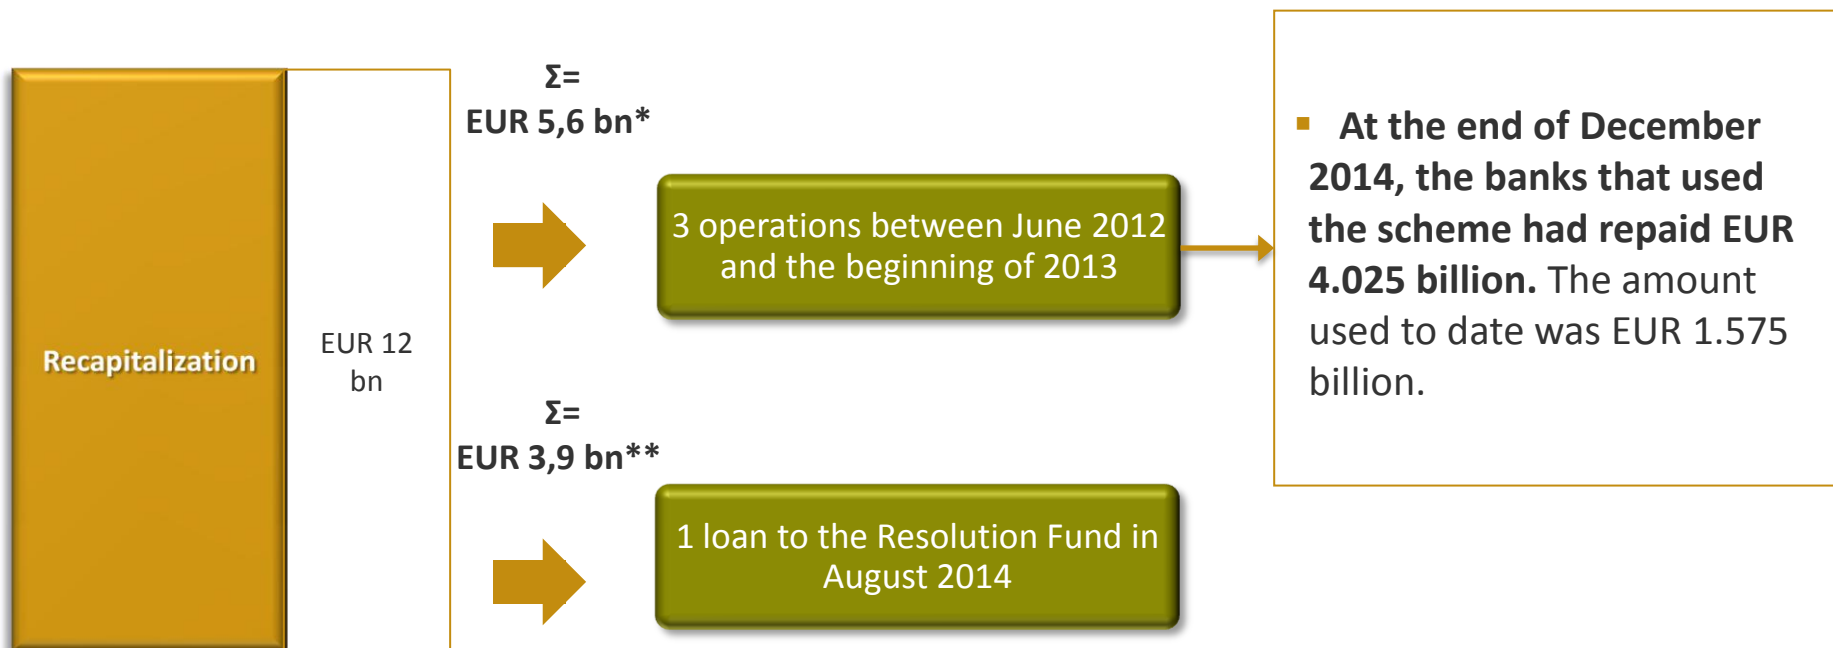 Recapitalization
EUR 12
bn
Σ=
EUR 5,6 bn*
3 operations between June 2012
and the beginning of 2013
▪ At the end of December
2014, the banks that used
the scheme had repaid EUR
4.025 billion. The amount
used to date was EUR 1.575
billion.
Σ=
EUR 3,9 bn**
1 loan to the Resolution Fund in
August 2014